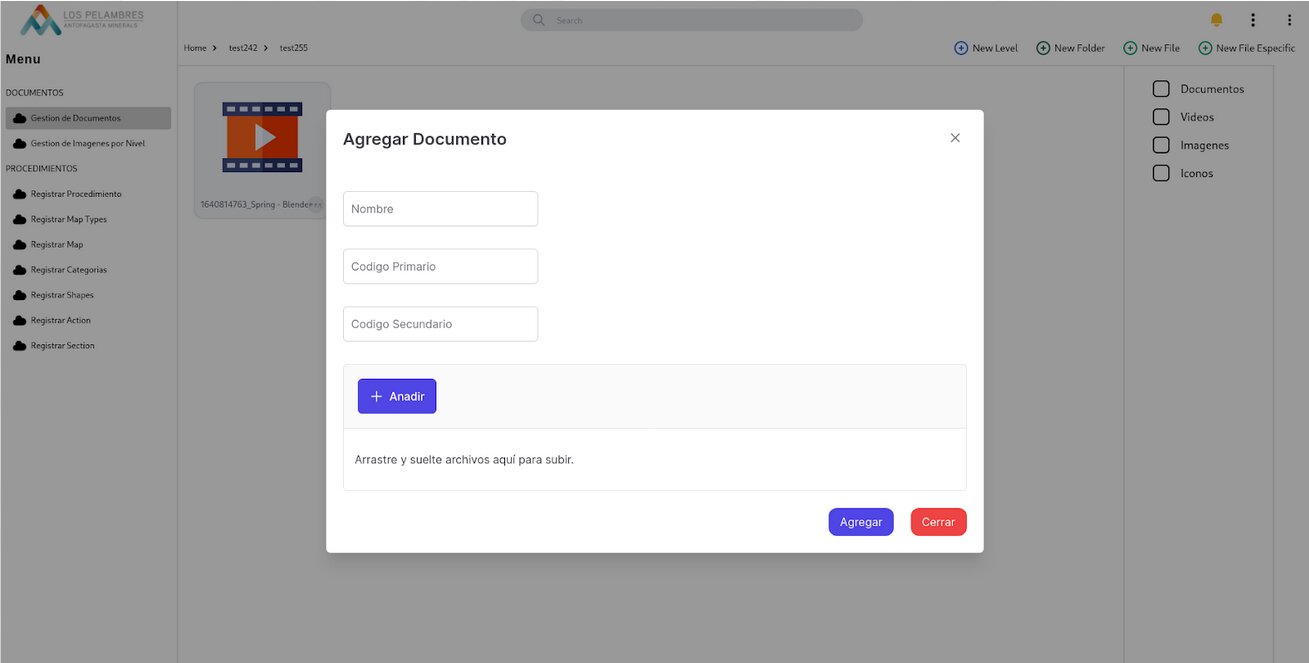 LOS PELAMBRES
ANTOFAGASTA MINERALS
Search
Menu
Home > test242 > test255
New Level
New Folder
New File
New File Especific
DOCUMENTOS
Gestion de Documentos
Gestion de Imagenes por Nivel
PROCEDIMIENTOS
Registrar Procedimiento
Registrar Map Types
Registrar Map
Registrar Categorias
Registrar Shapes
Registrar Action
Registrar Section
1640814763_Spring - Blende
Agregar Documento
Nombre
Codigo Primario
Codigo Secundario
+ Anadir
Arrastre y suelte archivos aquí para subir.
Agregar
Cerrar
Documentos
Videos
Imagenes
Iconos